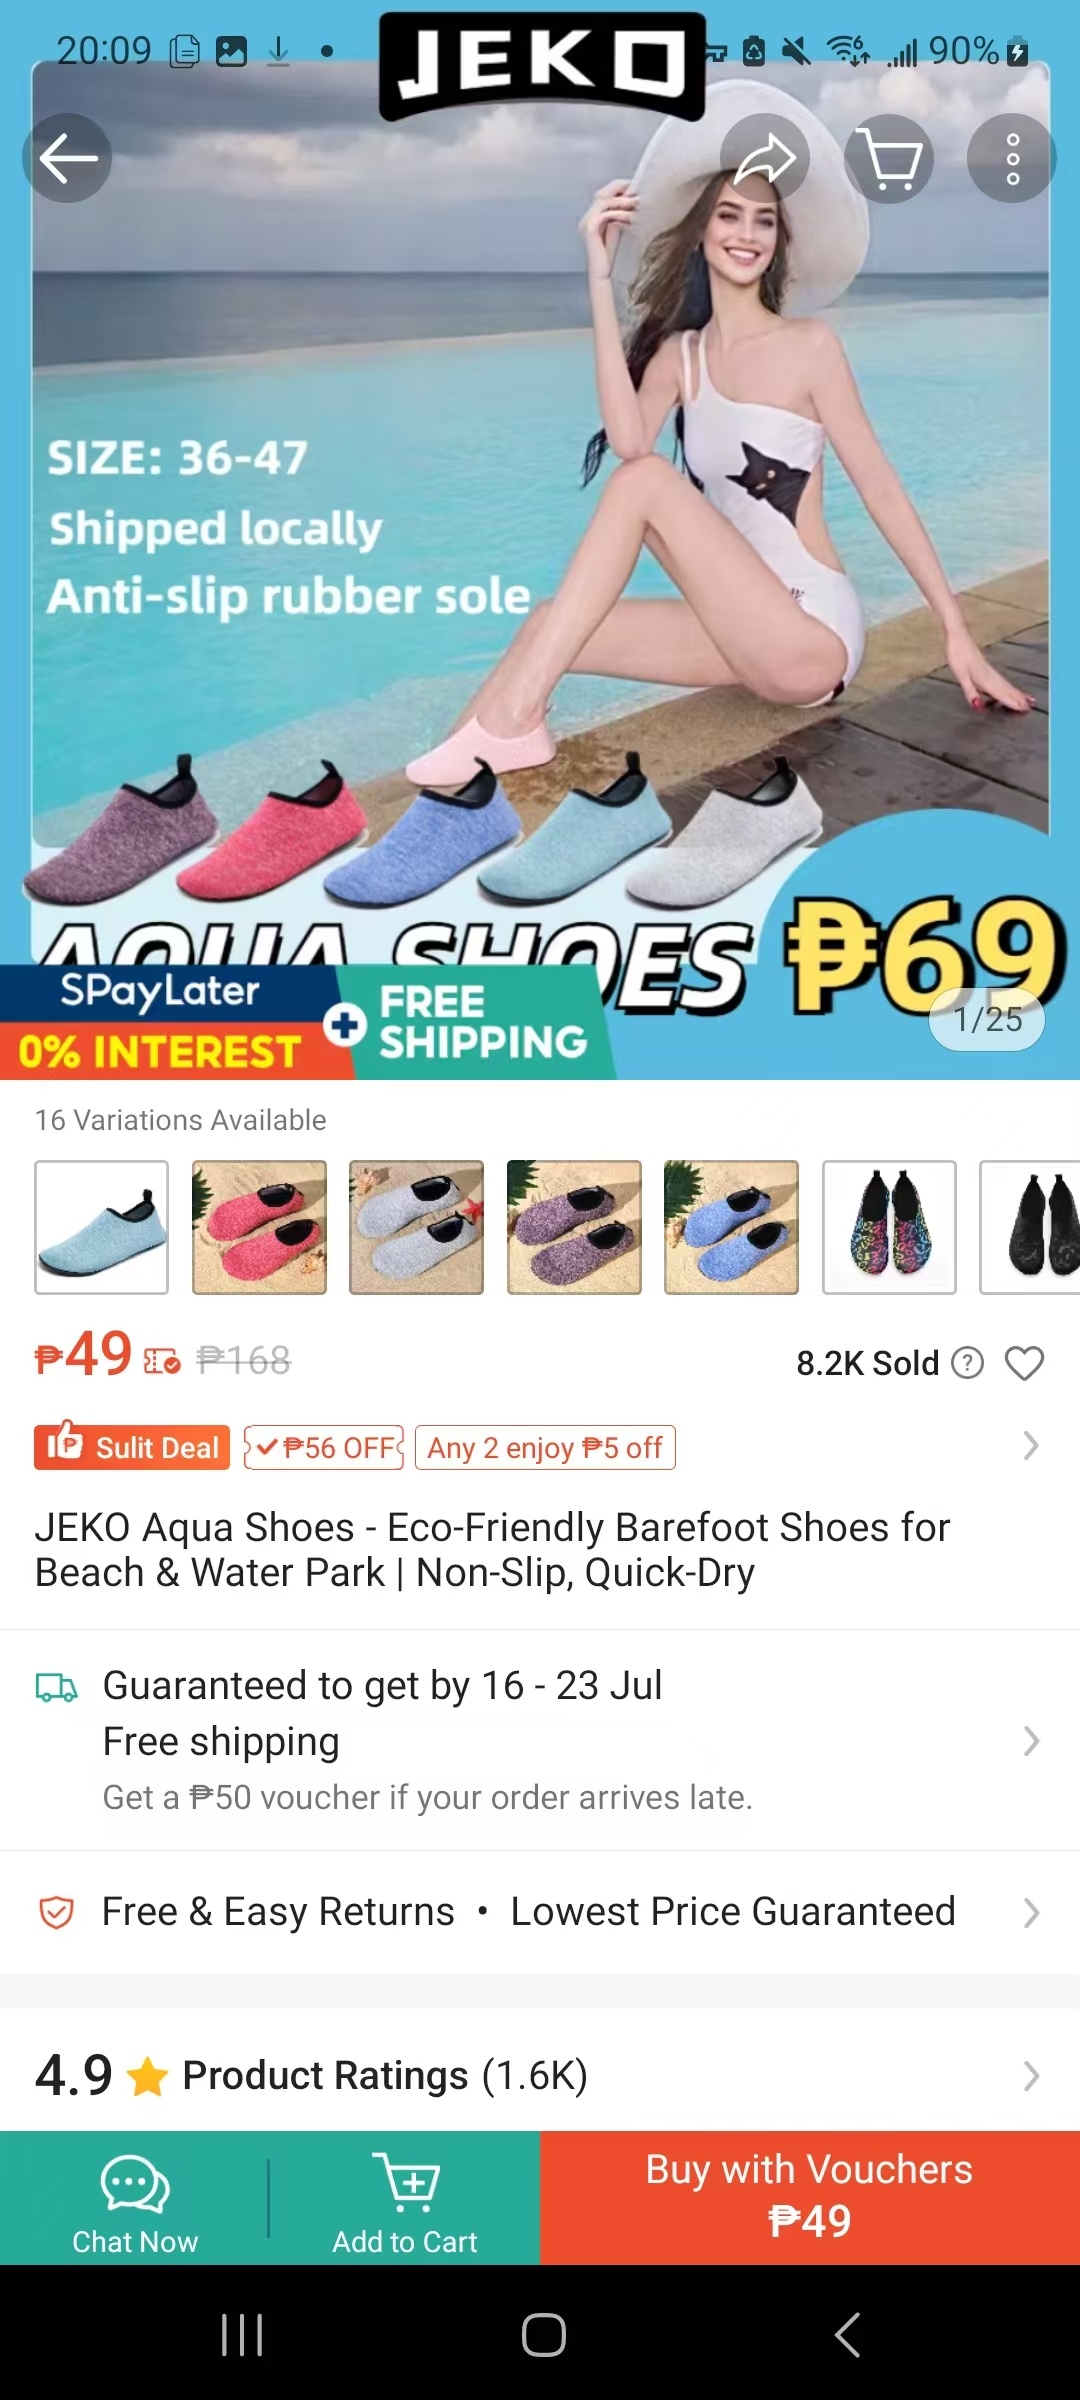 20:09
90%
JEKO
SIZE: 36-47
Shipped locally
Anti-slip rubber sole
AQUA SHOES ₱69
SPayLater
0% INTEREST
FREE
SHIPPING
1/25
16 Variations Available
₱49 ₱168
8.2K Sold
Sulit Deal
₱56 OFF
Any 2 enjoy ₱5 off
JEKO Aqua Shoes - Eco-Friendly Barefoot Shoes for
Beach & Water Park | Non-Slip, Quick-Dry
Guaranteed to get by 16 - 23 Jul
Free shipping
Get a ₱50 voucher if your order arrives late.
Free & Easy Returns • Lowest Price Guaranteed
4.9 Product Ratings (1.6K)
Chat Now
Add to Cart
Buy with Vouchers
₱49